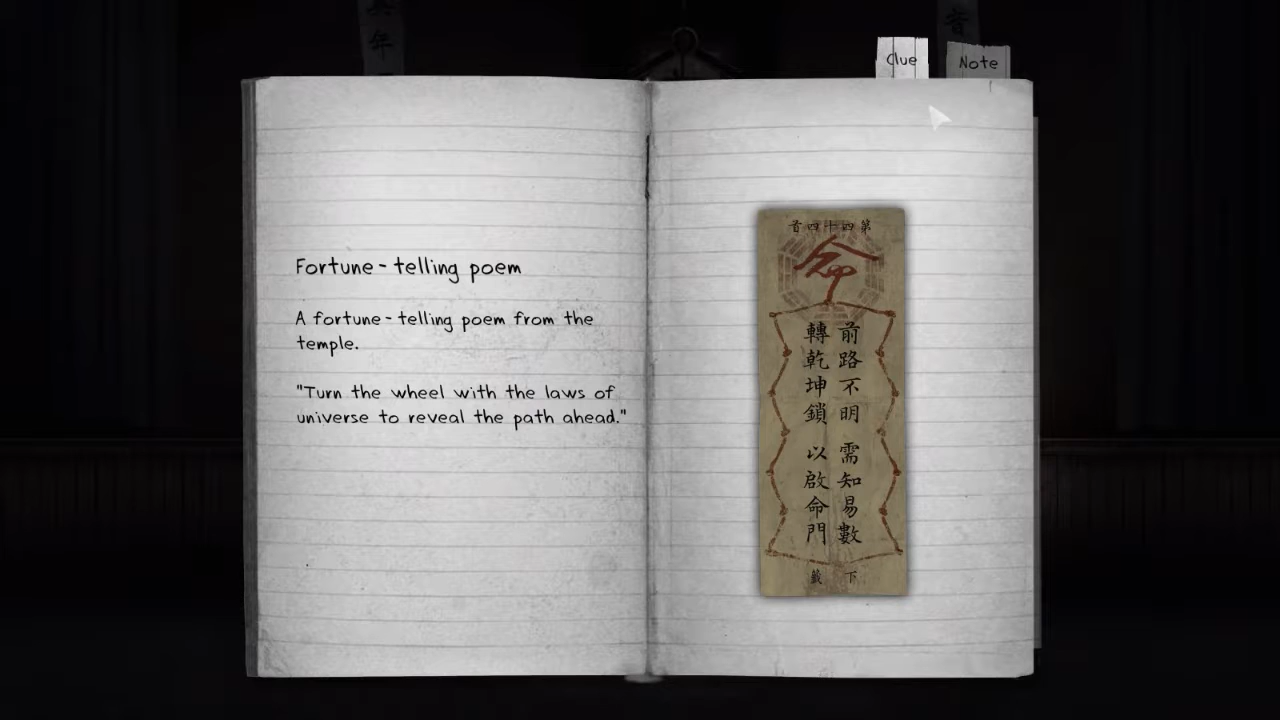 年
音
Clue
Note
Fortune-telling poem
A fortune-telling poem from the
temple.
"Turn the wheel with the laws of
universe to reveal the path ahead."
第四十四首
命
前路不明 需知易數
轉乾坤鎖 以啟命門
下籤